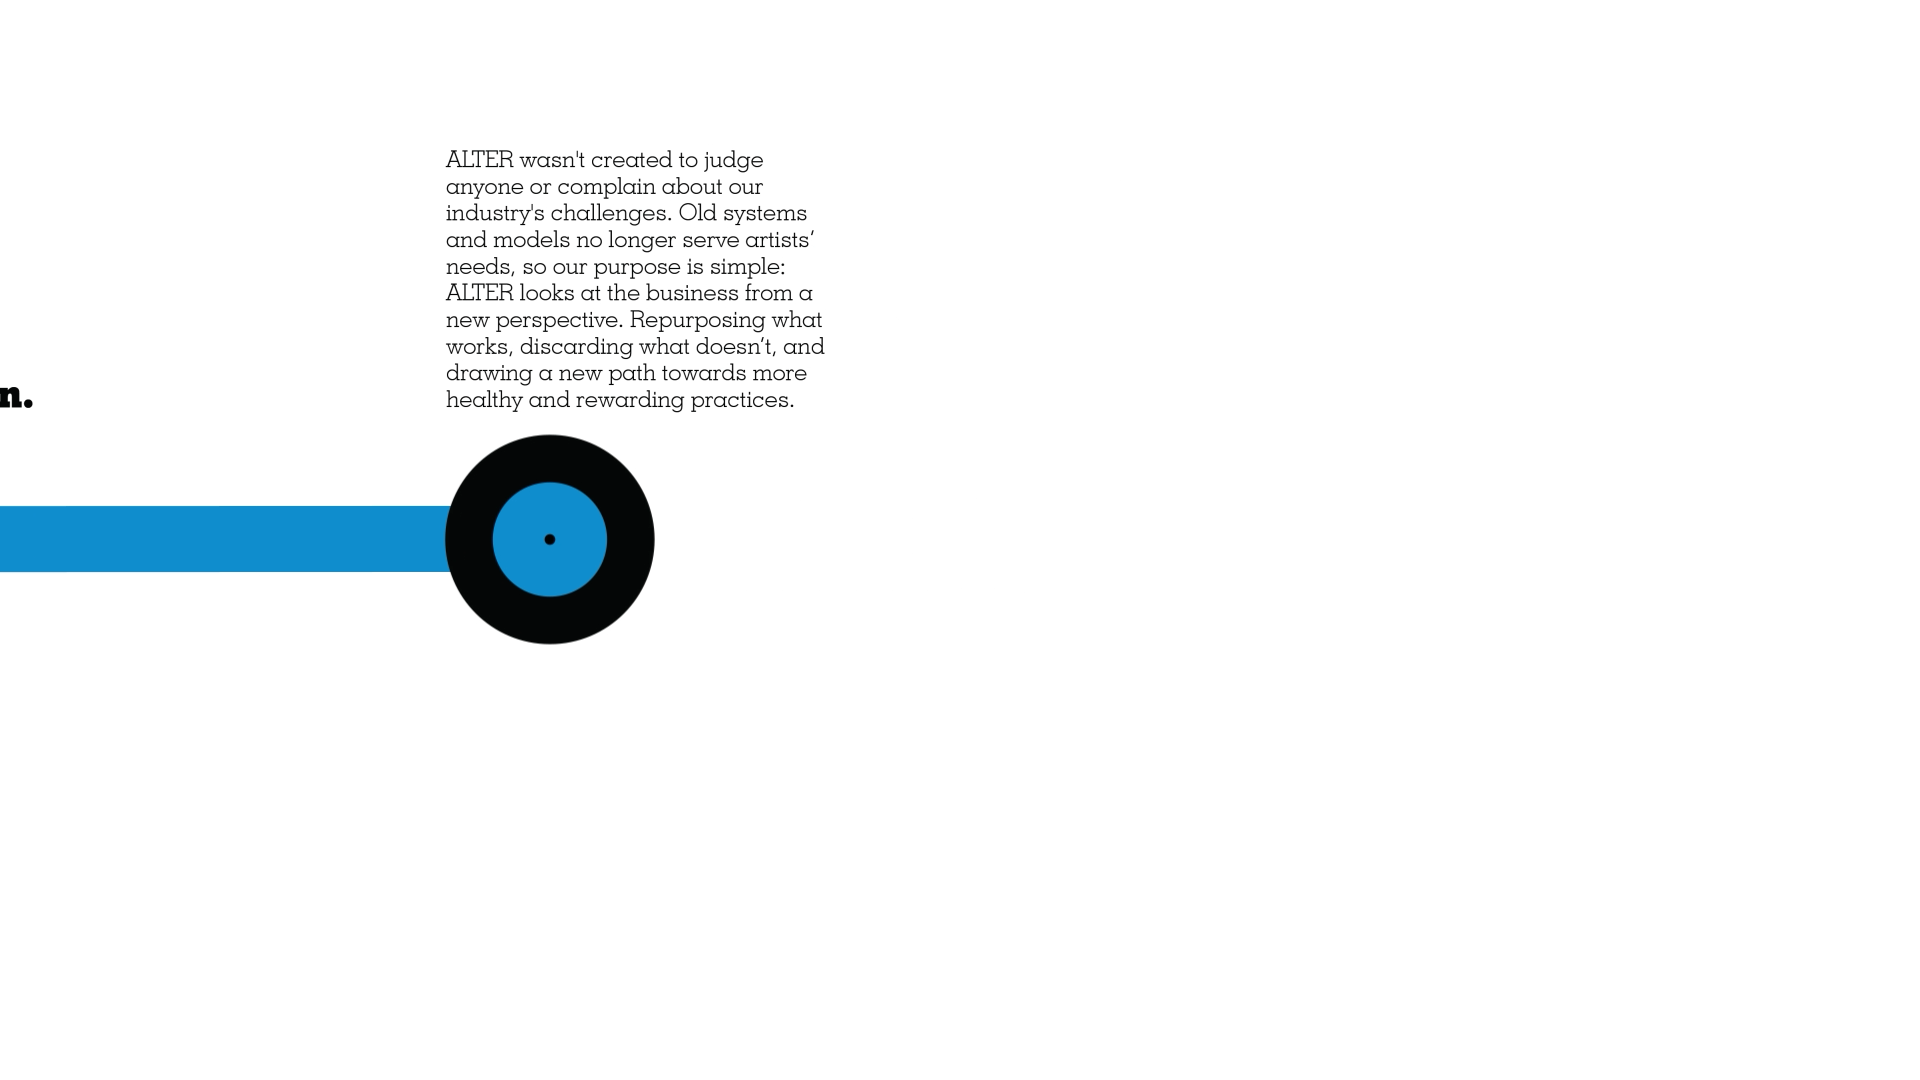 ALTER wasn't created to judge
anyone or complain about our
industry's challenges. Old systems
and models no longer serve artists’
needs, so our purpose is simple:
ALTER looks at the business from a
new perspective. Repurposing what
works, discarding what doesn’t, and
drawing a new path towards more
healthy and rewarding practices.
n.